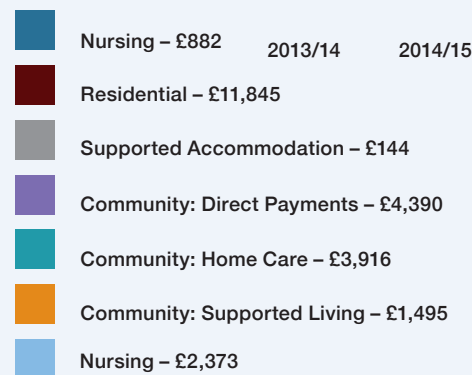 Nursing – £882
2013/14 2014/15
Residential – £11,845
Supported Accommodation – £144
Community: Direct Payments – £4,390
Community: Home Care – £3,916
Community: Supported Living – £1,495
Nursing – £2,373